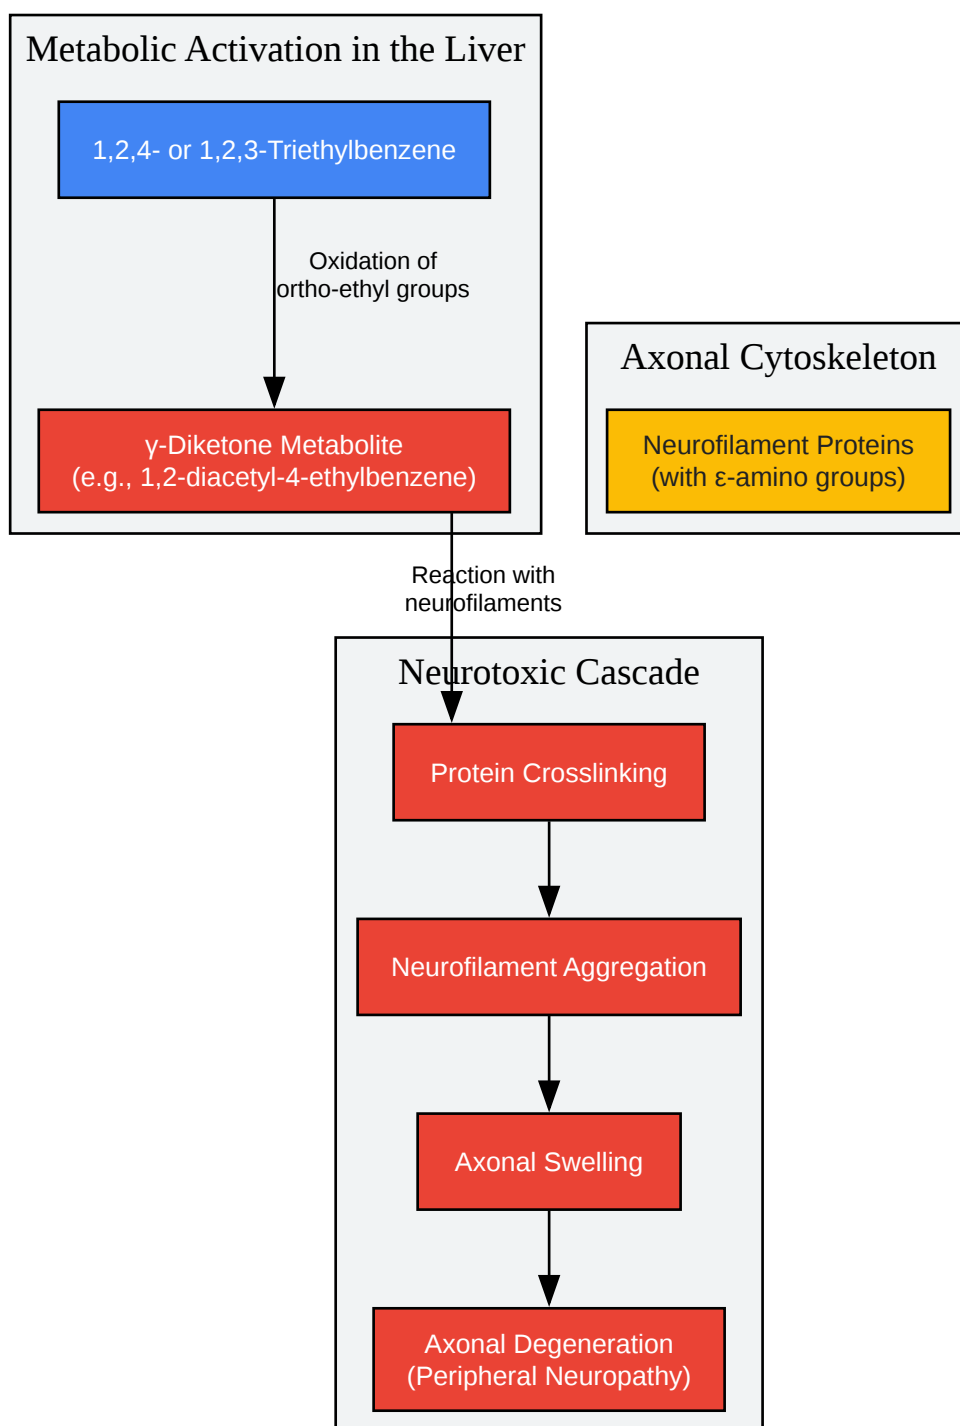 Metabolic Activation in the Liver
1,2,4- or 1,2,3-Triethylbenzene
Oxidation of
ortho-ethyl groups
γ-Diketone Metabolite
(e.g., 1,2-diacetyl-4-ethylbenzene)
Axonal Cytoskeleton
Neurofilament Proteins
(with ε-amino groups)
Reaction with
neurofilaments
Neurotoxic Cascade
Protein Crosslinking
Neurofilament Aggregation
Axonal Swelling
Axonal Degeneration
(Peripheral Neuropathy)